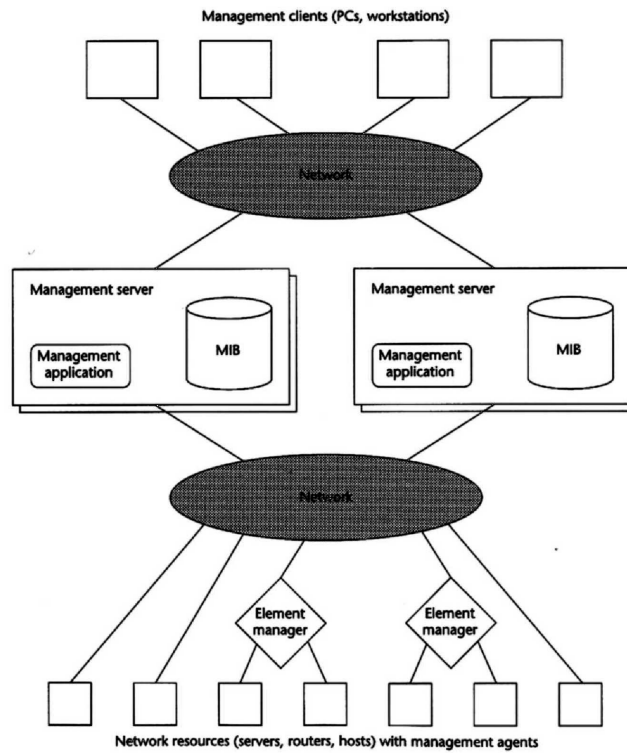 Management clients (PCs, workstations)
Network
Management server
Management
application
MIB
Management server
Management
application
MIB
Network
Element
manager
Element
manager
Network resources (servers, routers, hosts) with management agents